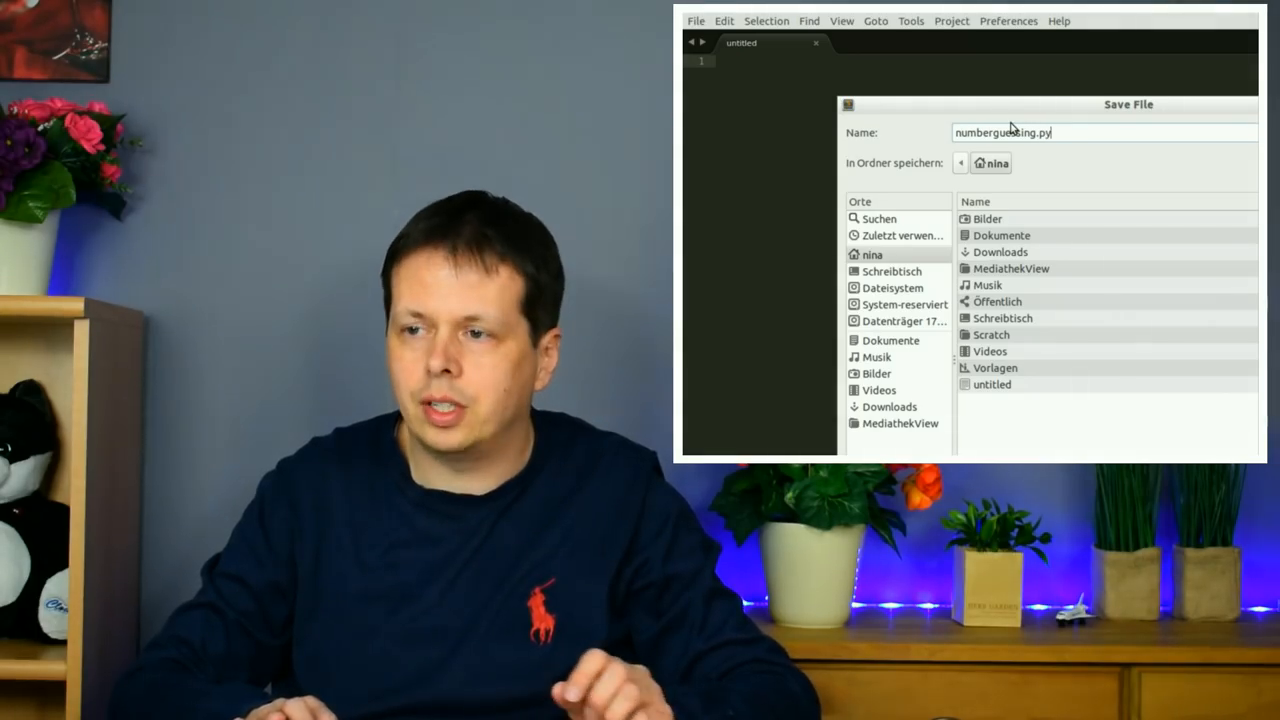 File Edit Selection Find View Goto Tools Project Preferences Help
untitled
1
Save File
Name: numberguessing.py
In Ordner speichern: nina
Orte
Suchen
Zuletzt verwen...
nina
Schreibtisch
Dateisystem
System-reserviert
Datenträger 17...
Dokumente
Musik
Bilder
Videos
Downloads
MediathekView
Name
Bilder
Dokumente
Downloads
MediathekView
Musik
Öffentlich
Schreibtisch
Scratch
Videos
Vorlagen
untitled
HERB GARDEN